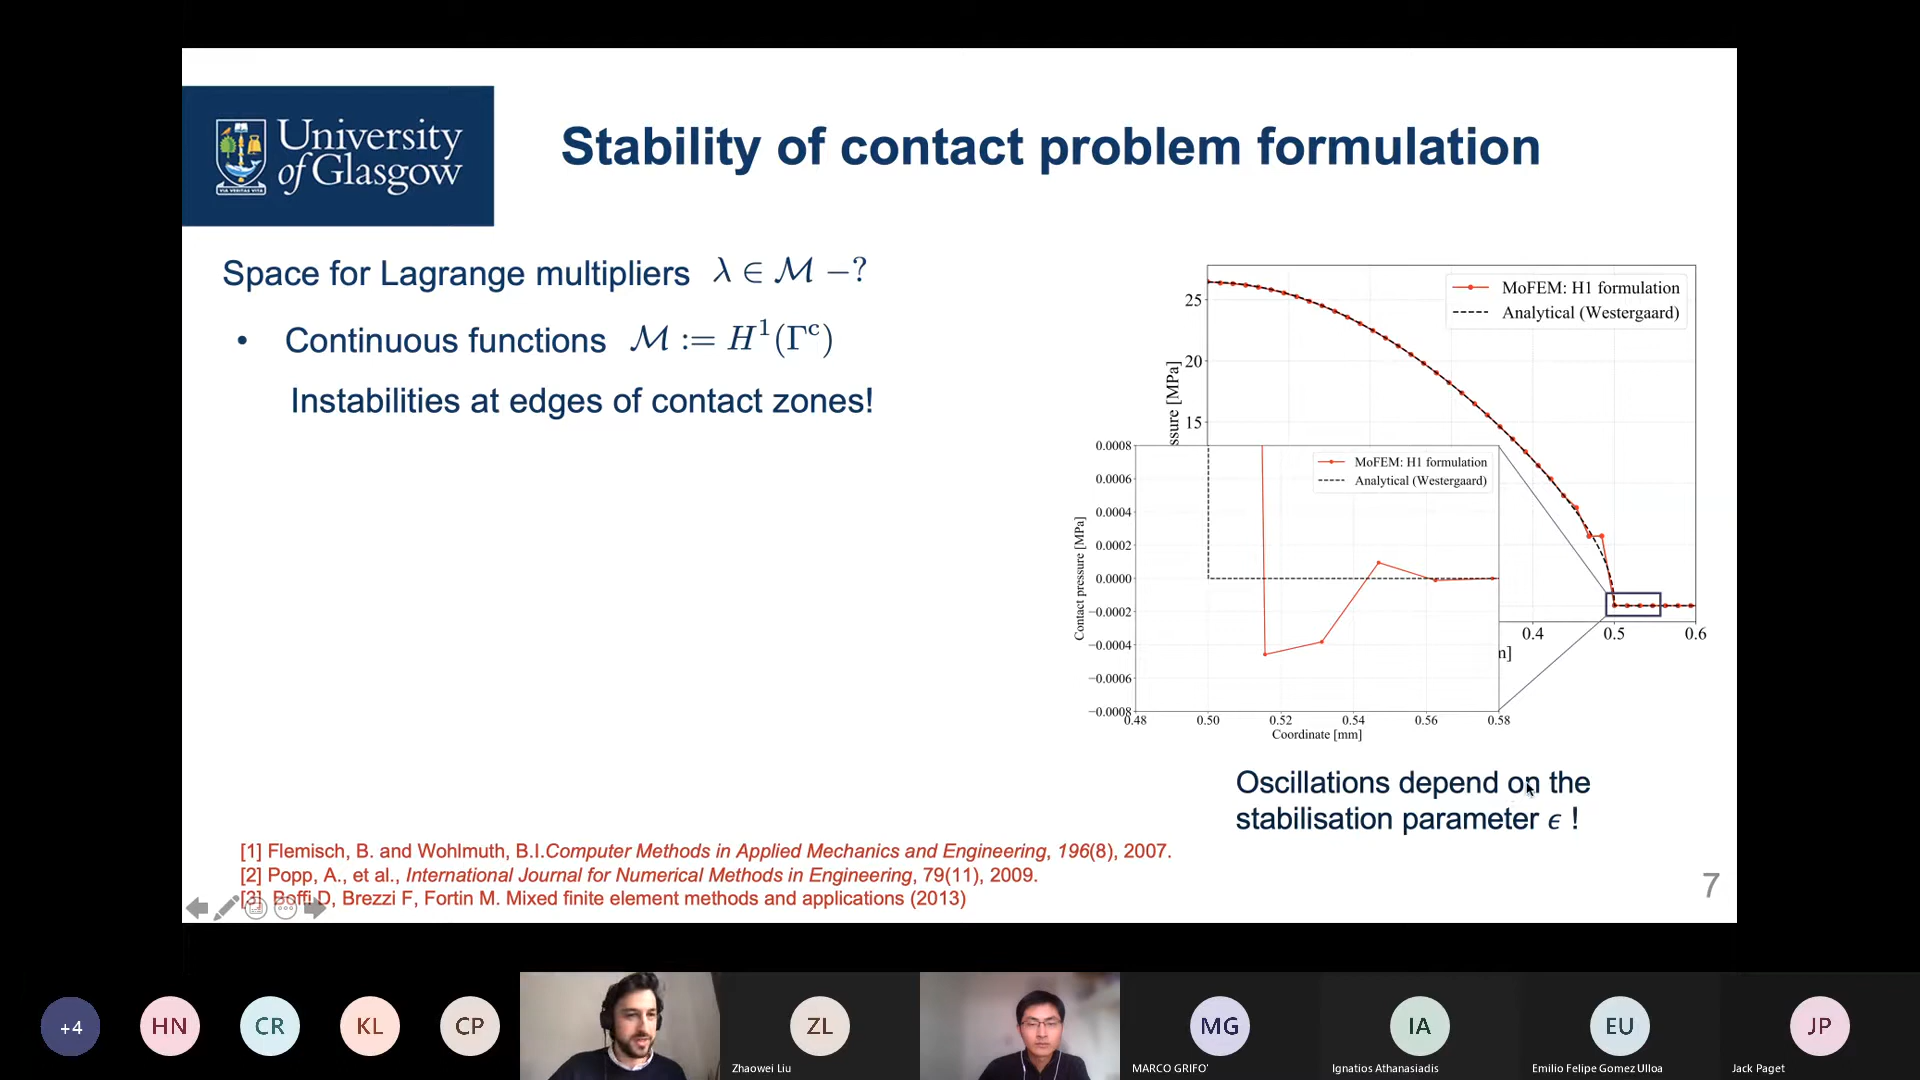 University
of Glasgow
VIA VERITAS VITA
Stability of contact problem formulation
Space for Lagrange multipliers λ ∈ ℳ −?
• Continuous functions ℳ := H¹(Γᶜ)
Instabilities at edges of contact zones!
MoFEM: H1 formulation
Analytical (Westergaard)
25
20
15
ssure [MPa]
0.4
0.5
0.6
m]
MoFEM: H1 formulation
Analytical (Westergaard)
0.0008
0.0006
0.0004
0.0002
0.0000
−0.0002
−0.0004
−0.0006
−0.0008
Contact pressure [MPa]
0.48
0.50
0.52
0.54
0.56
0.58
Coordinate [mm]
Oscillations depend on the
stabilisation parameter ϵ !
[1] Flemisch, B. and Wohlmuth, B.I.Computer Methods in Applied Mechanics and Engineering, 196(8), 2007.
[2] Popp, A., et al., International Journal for Numerical Methods in Engineering, 79(11), 2009.
[3] Boffi D, Brezzi F, Fortin M. Mixed finite element methods and applications (2013)
7
+4
HN
CR
KL
CP
ZL
Zhaowei Liu
MG
MARCO GRIFO'
IA
Ignatios Athanasiadis
EU
Emilio Felipe Gomez Ulloa
JP
Jack Paget